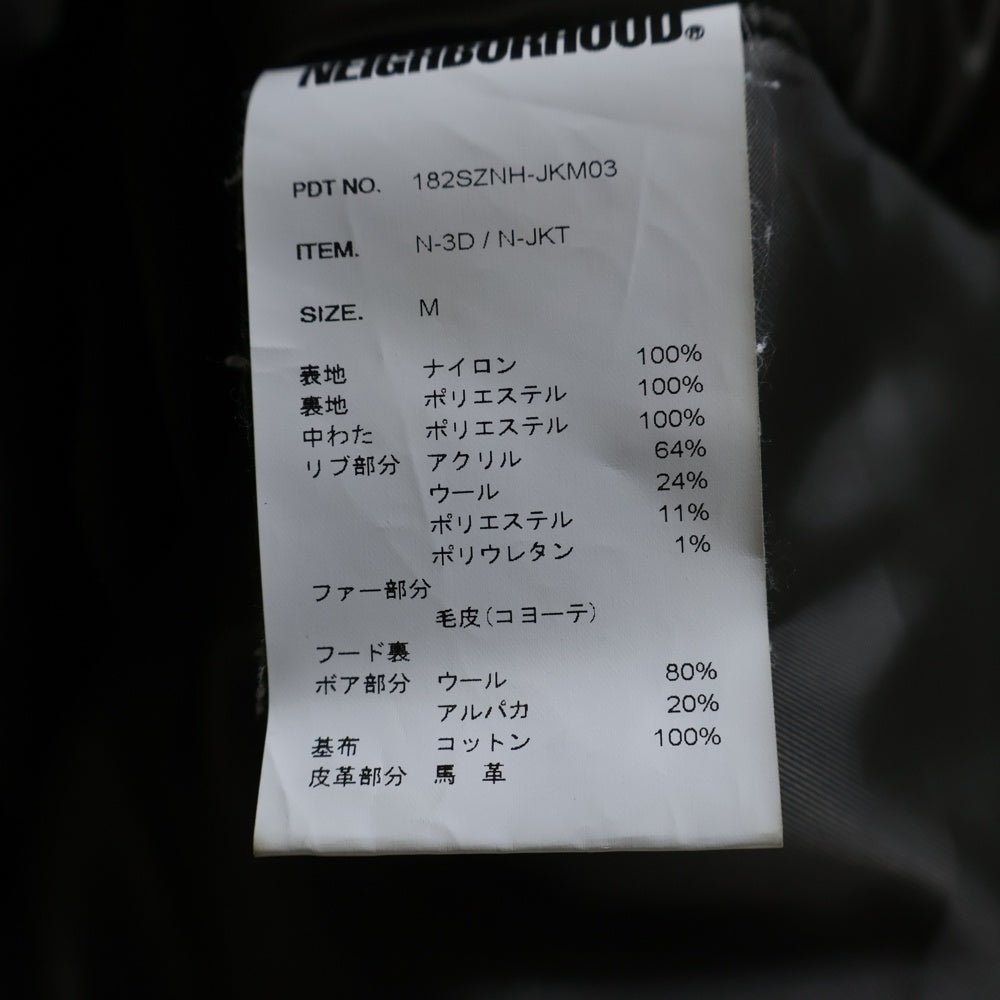 NEIGHBORHOOD®
PDT NO. 182SZNH-JKM03
ITEM. N-3D / N-JKT
SIZE. M
表地 ナイロン 100%
裏地 ポリエステル 100%
中わた ポリエステル 100%
リブ部分 アクリル 64%
ウール 24%
ポリエステル 11%
ポリウレタン 1%
ファー部分
毛皮(コヨーテ)
フード裏
ボア部分 ウール 80%
アルパカ 20%
基布 コットン 100%
皮革部分 馬 革